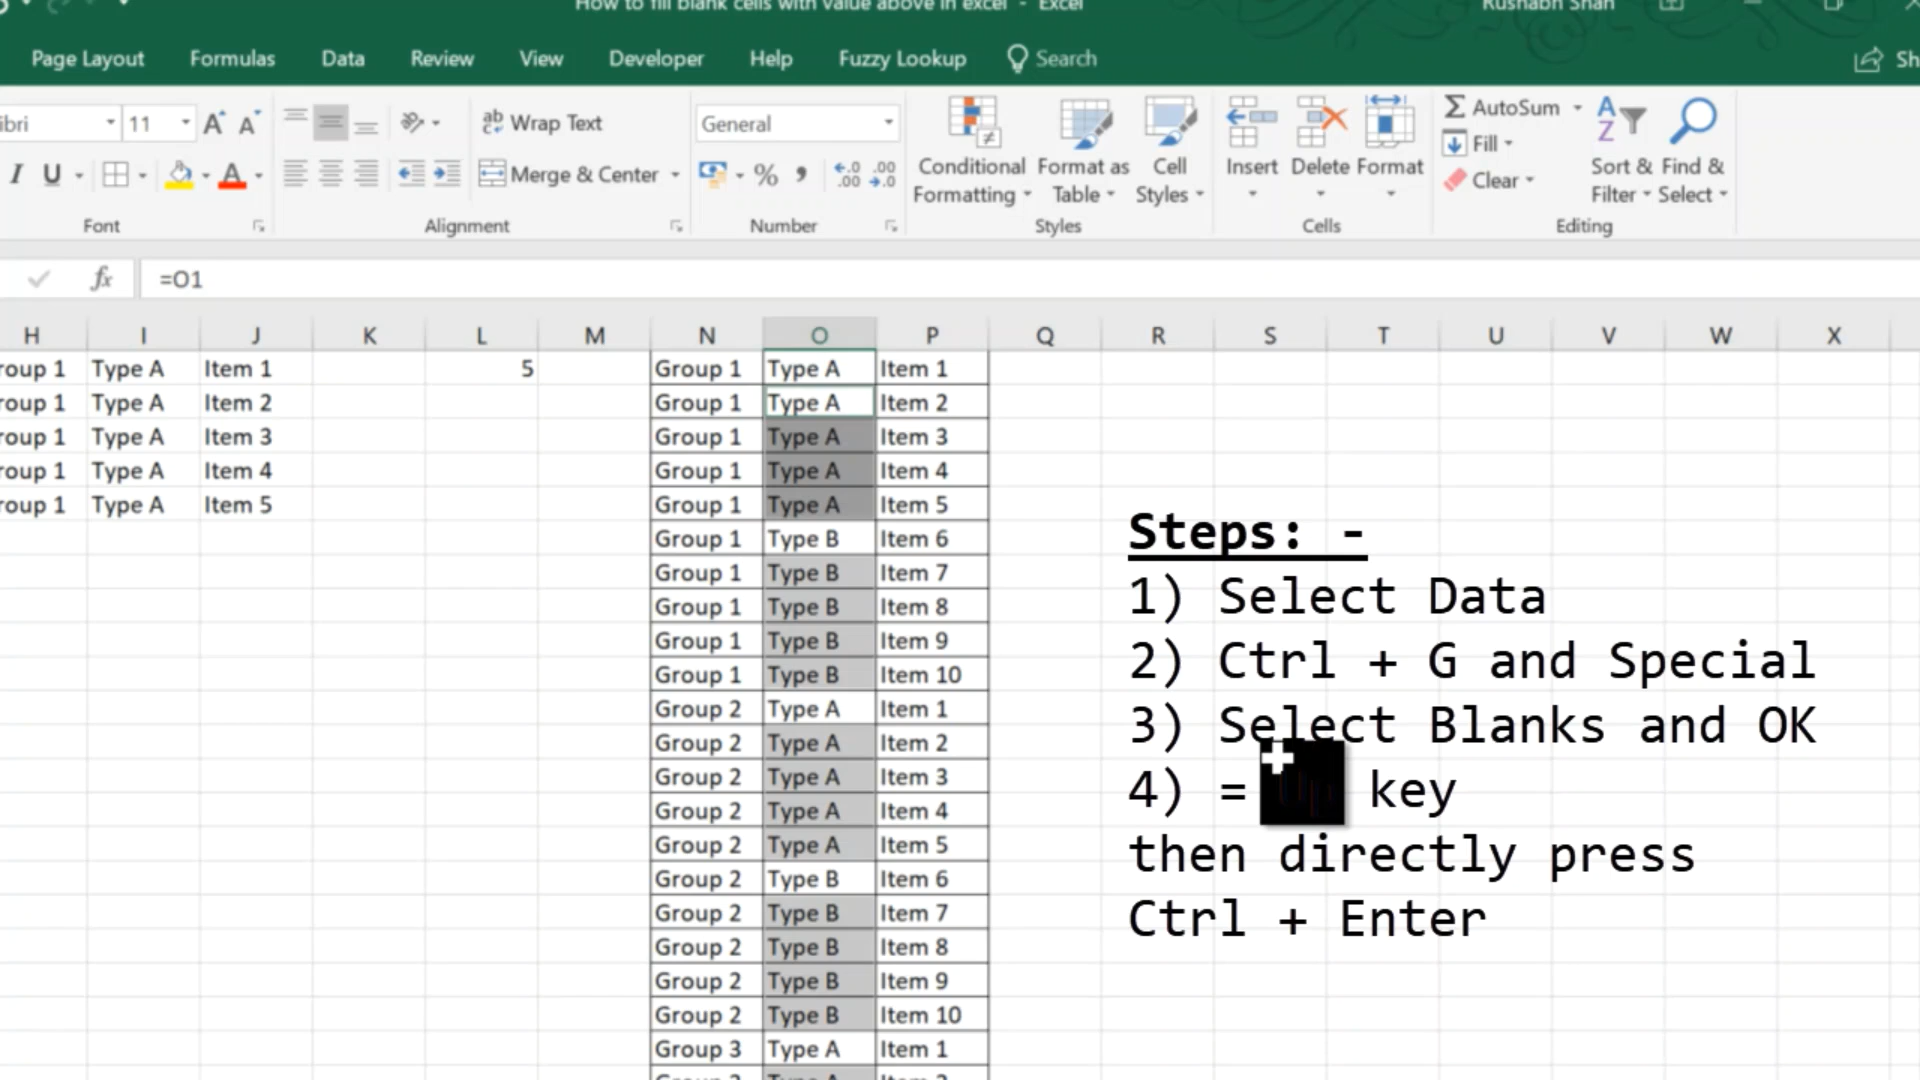 How to fill blank cells with value above in excel - Excel
Rushabh Shah
Page Layout Formulas Data Review View Developer Help Fuzzy Lookup Search
11 Wrap Text General AutoSum
I U Merge & Center % , Fill
Conditional Formatting Format as Table Cell Styles Insert Delete Format Clear Sort & Filter Find & Select
Font Alignment Number Styles Cells Editing
fx =O1
H I J K L M N O P Q R S T U V W X
roup 1 Type A Item 1 5 Group 1 Type A Item 1
roup 1 Type A Item 2 Group 1 Type A Item 2
roup 1 Type A Item 3 Group 1 Type A Item 3
roup 1 Type A Item 4 Group 1 Type A Item 4
roup 1 Type A Item 5 Group 1 Type A Item 5
Group 1 Type B Item 6
Group 1 Type B Item 7
Group 1 Type B Item 8
Group 1 Type B Item 9
Group 1 Type B Item 10
Group 2 Type A Item 1
Group 2 Type A Item 2
Group 2 Type A Item 3
Group 2 Type A Item 4
Group 2 Type A Item 5
Group 2 Type B Item 6
Group 2 Type B Item 7
Group 2 Type B Item 8
Group 2 Type B Item 9
Group 2 Type B Item 10
Group 3 Type A Item 1
Steps: -
1) Select Data
2) Ctrl + G and Special
3) Select Blanks and OK
4) = key
then directly press
Ctrl + Enter